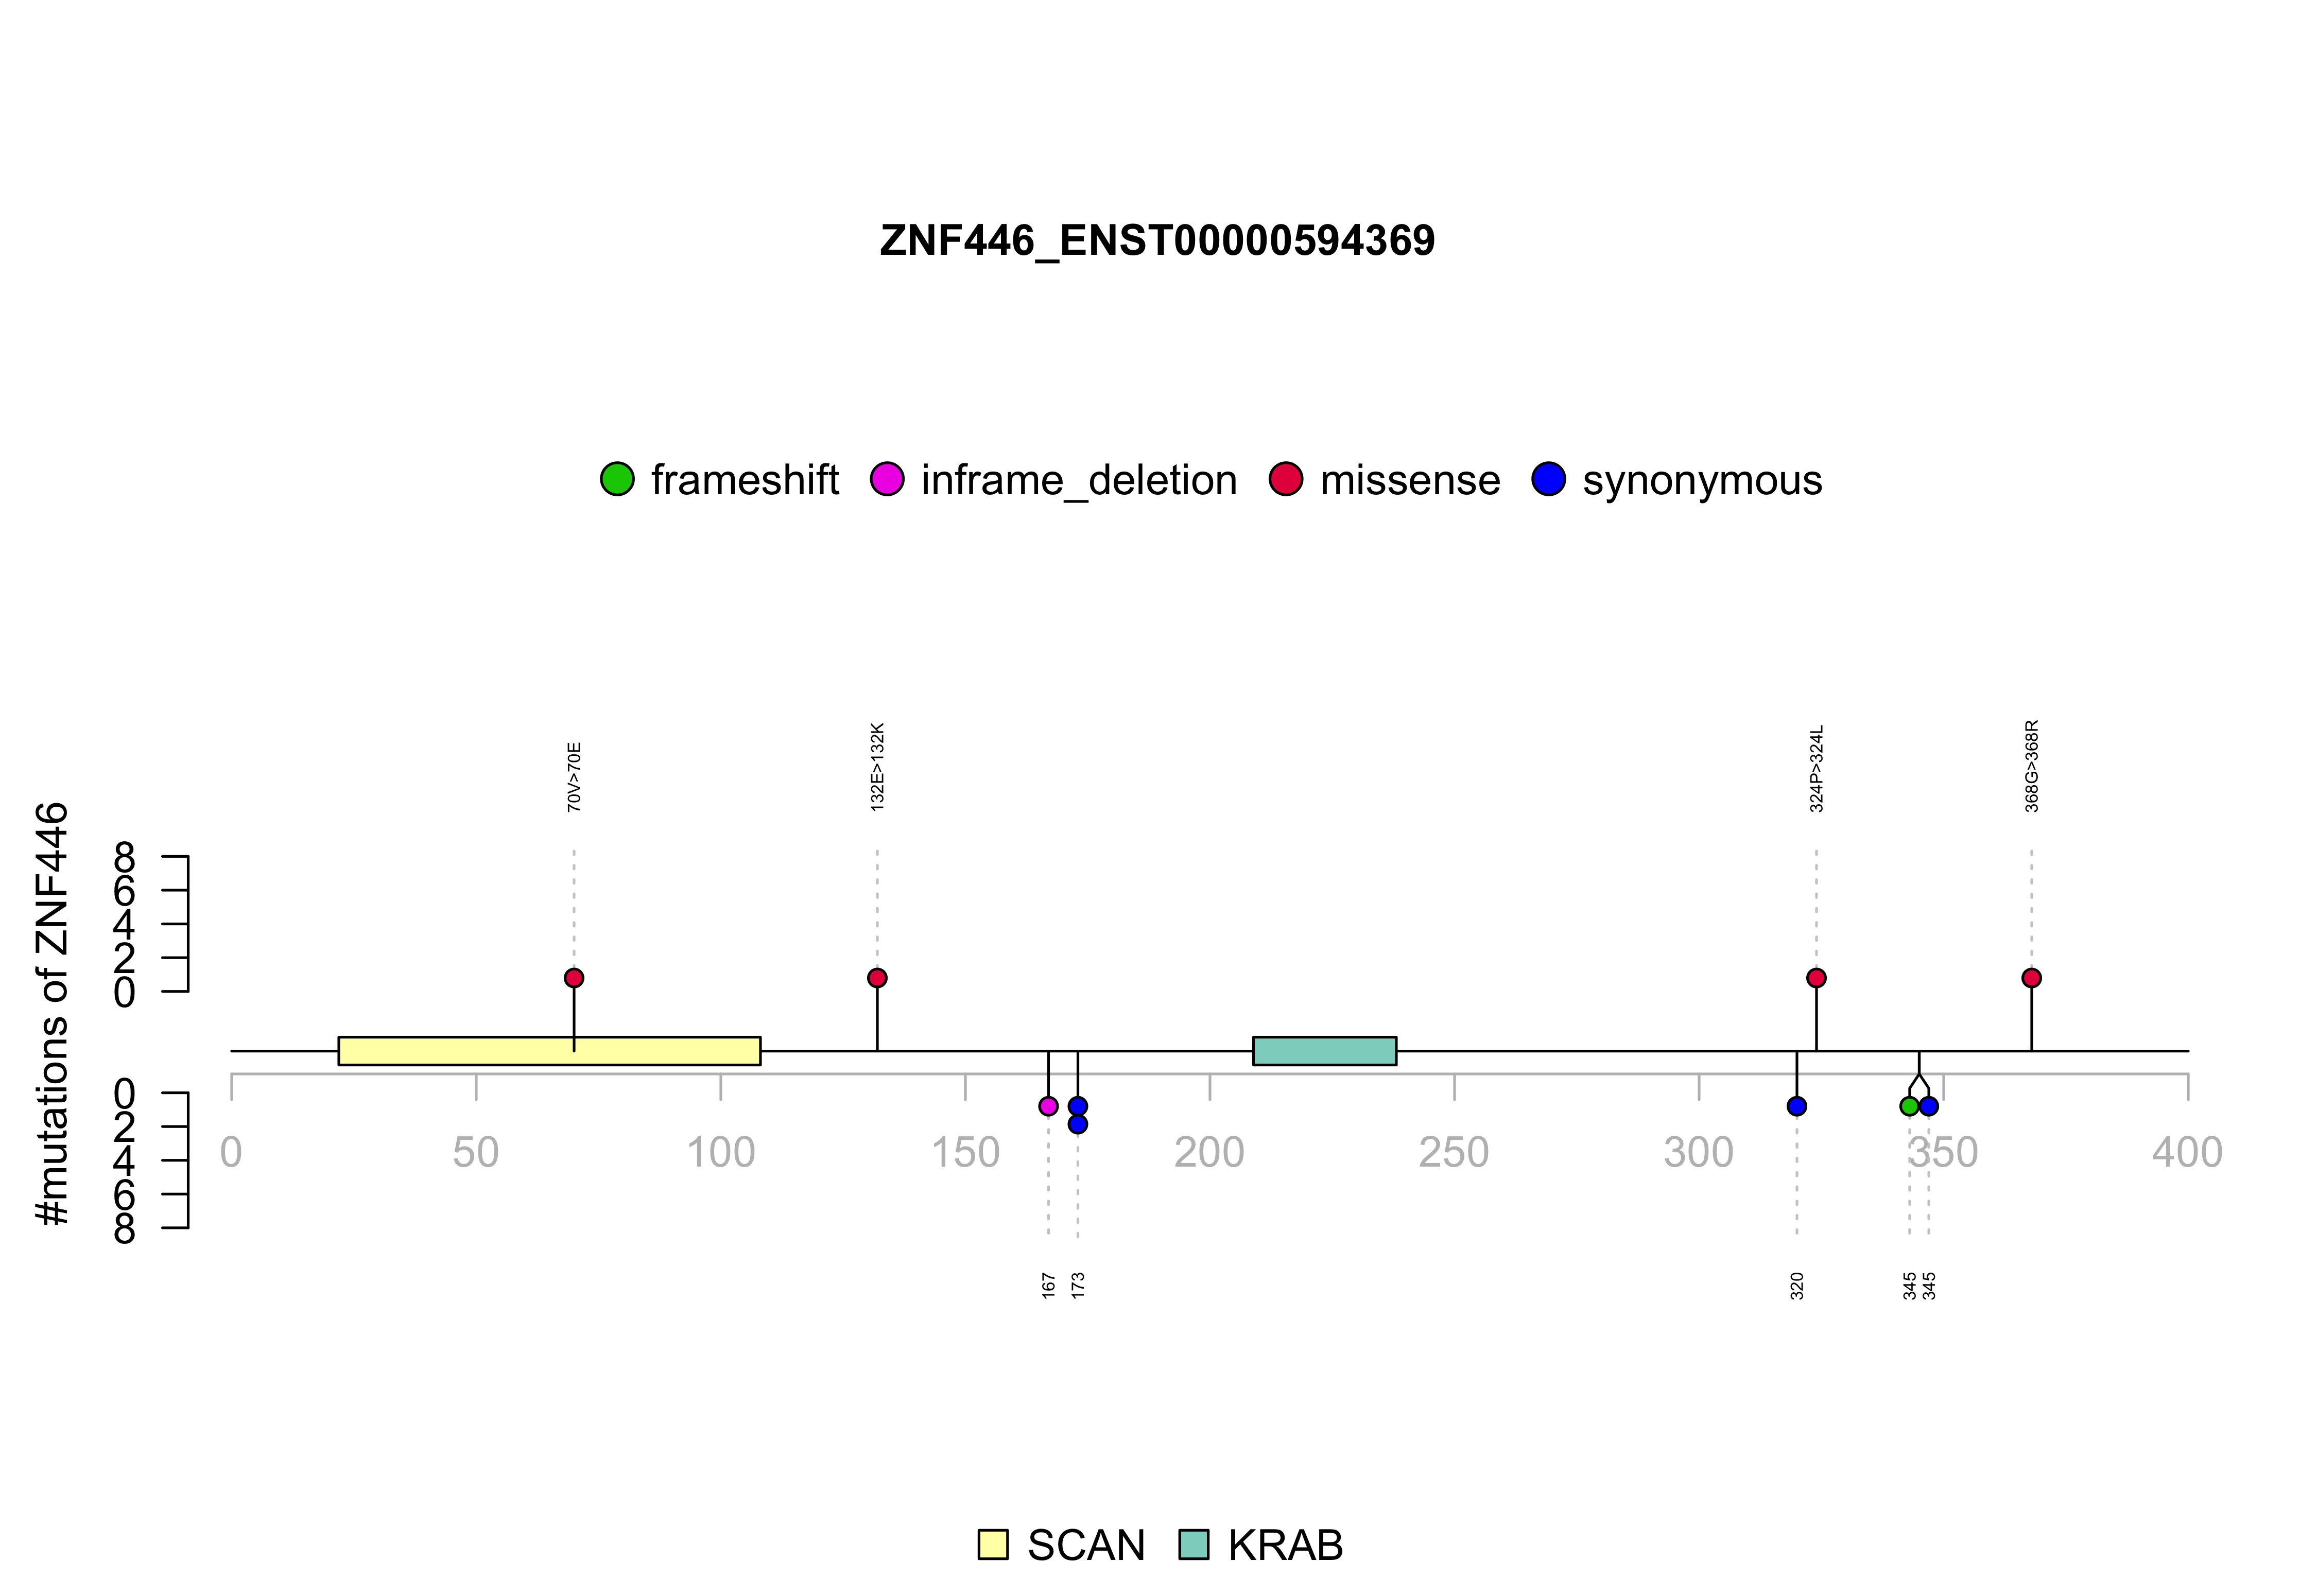 ZNF446_ENST00000594369
frameshift inframe_deletion missense synonymous
70V>70E 132E>132K 324P>324L 368G>368R
#mutations of ZNF446
8
6
4
2
0
0
2
4
6
8
0 50 100 150 200 250 300 350 400
167 173 320 345 345
SCAN KRAB